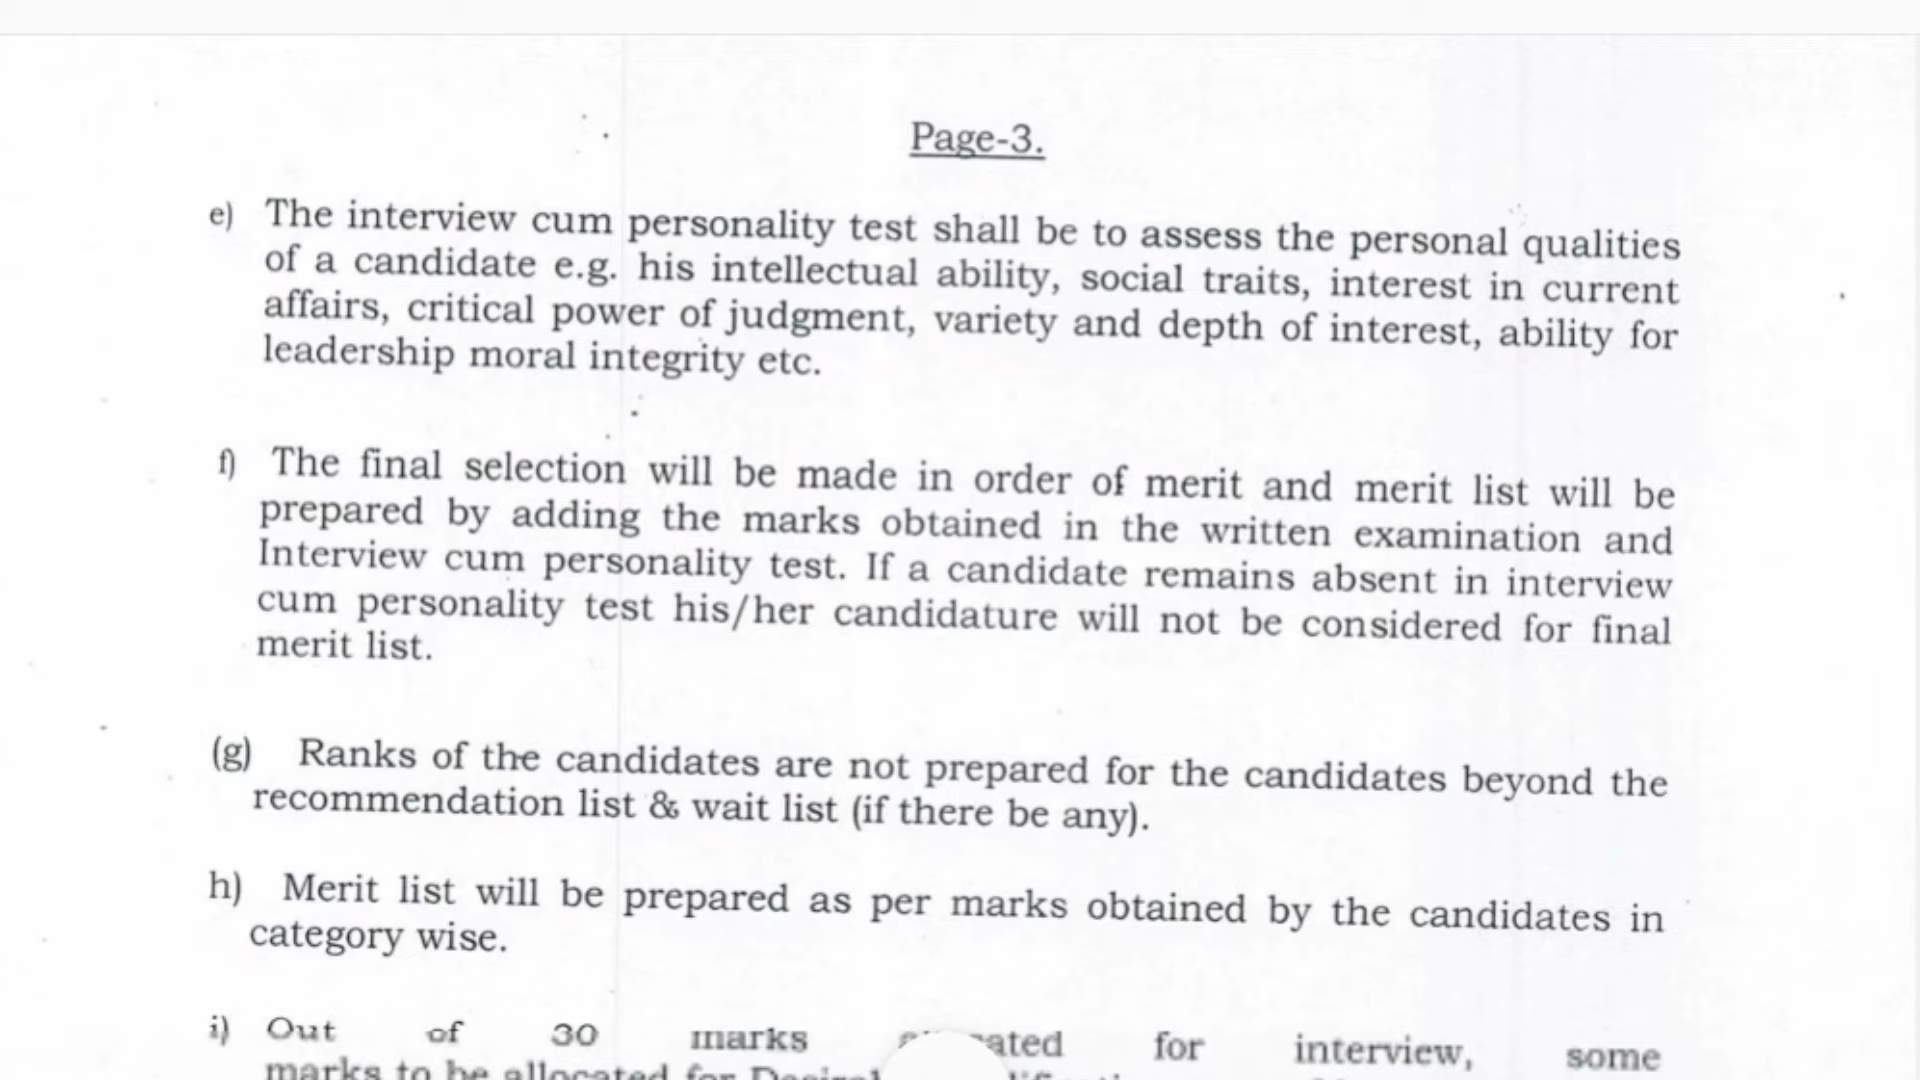 Page-3.
e) The interview cum personality test shall be to assess the personal qualities
of a candidate e.g. his intellectual ability, social traits, interest in current
affairs, critical power of judgment, variety and depth of interest, ability for
leadership moral integrity etc.
f) The final selection will be made in order of merit and merit list will be
prepared by adding the marks obtained in the written examination and
Interview cum personality test. If a candidate remains absent in interview
cum personality test his/her candidature will not be considered for final
merit list.
(g) Ranks of the candidates are not prepared for the candidates beyond the
recommendation list & wait list (if there be any).
h) Merit list will be prepared as per marks obtained by the candidates in
category wise.
i) Out of 30 marks for interview, some
marks to be allocated for